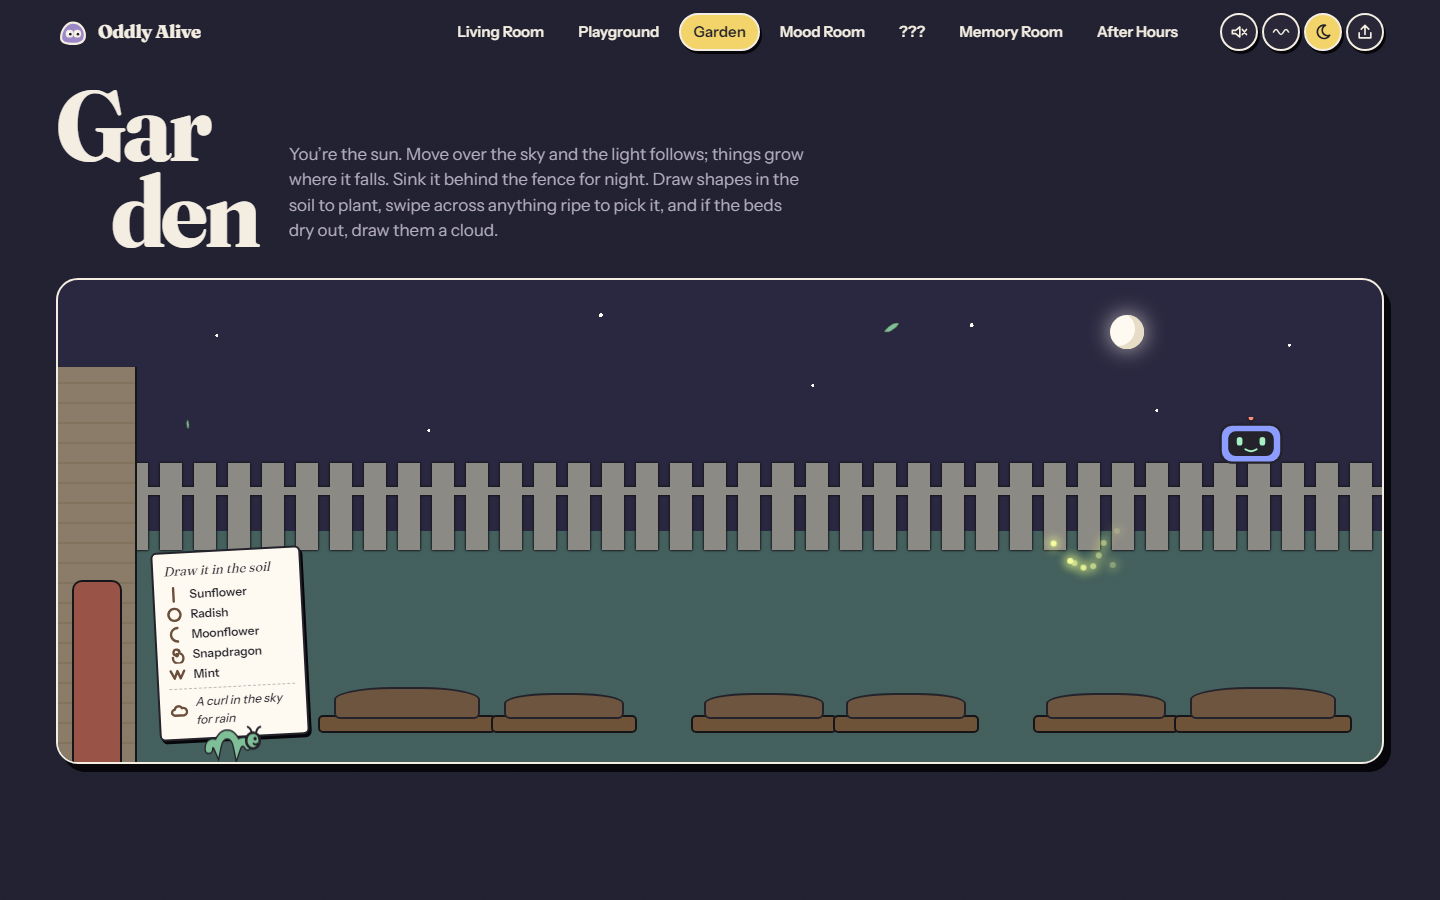 Oddly Alive
Living Room
Playground
Garden
Mood Room
???
Memory Room
After Hours
Gar
den
You’re the sun. Move over the sky and the light follows; things grow
where it falls. Sink it behind the fence for night. Draw shapes in the
soil to plant, swipe across anything ripe to pick it, and if the beds
dry out, draw them a cloud.
Draw it in the soil
Sunflower
Radish
Moonflower
Snapdragon
Mint
A curl in the sky
for rain